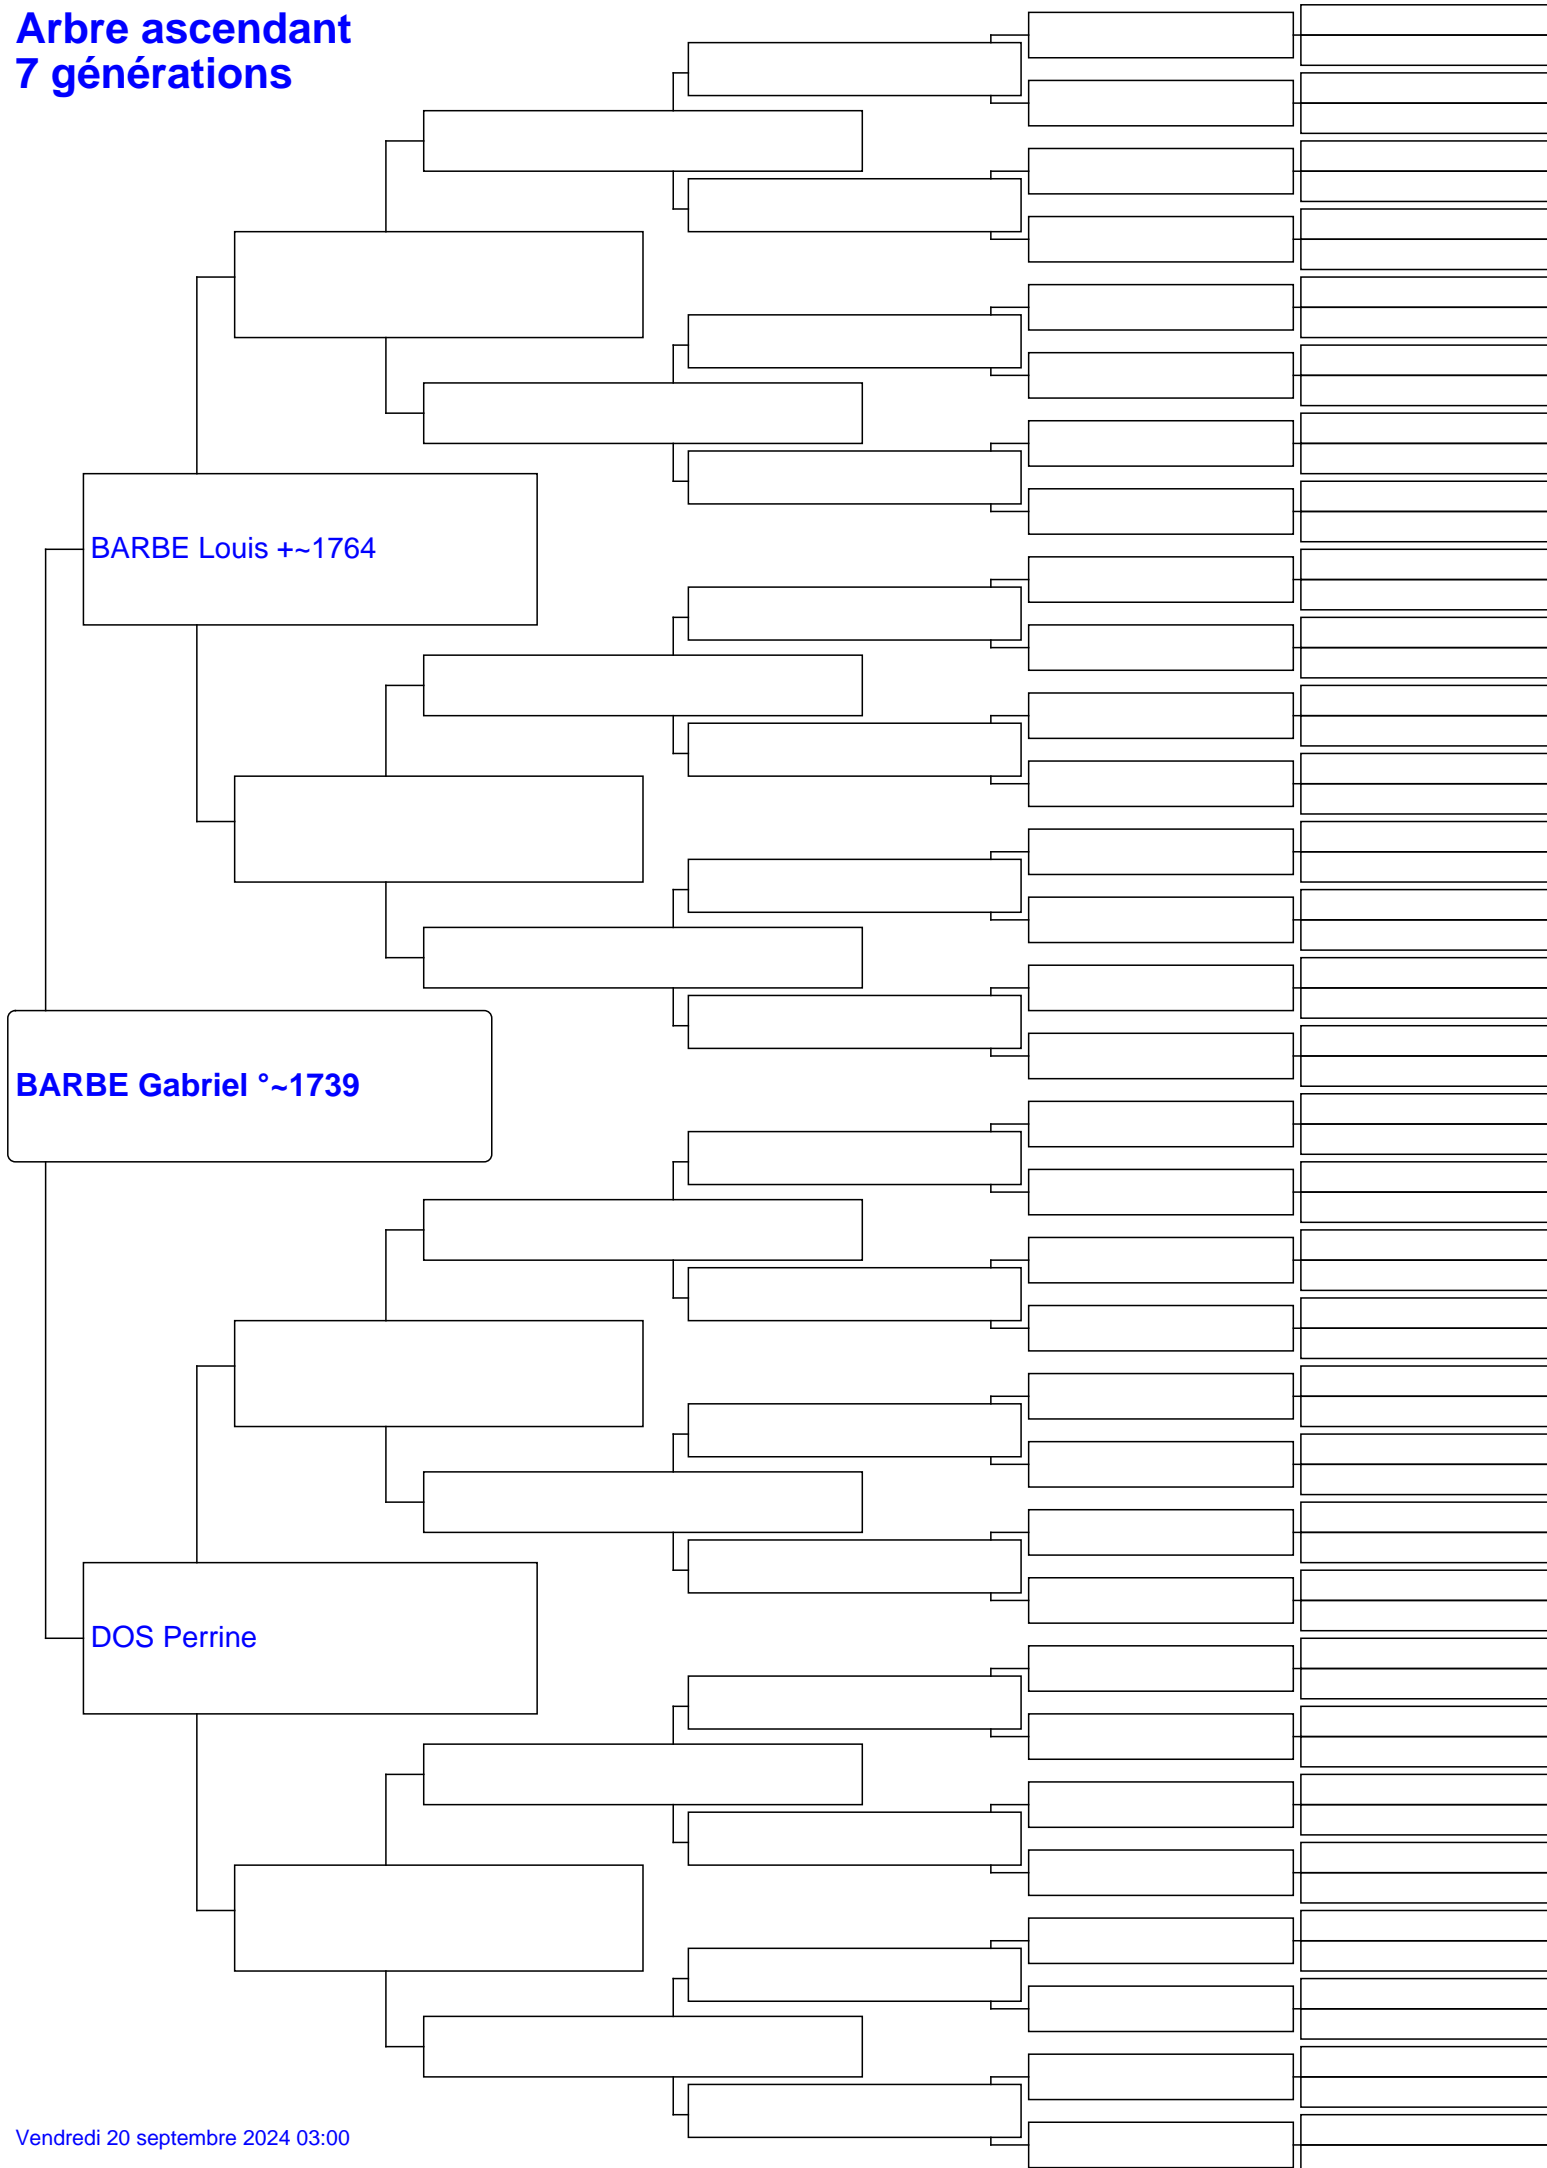 Arbre ascendant
7 générations
BARBE Louis +~1764
BARBE Gabriel °~1739
DOS Perrine
Vendredi 20 septembre 2024 03:00